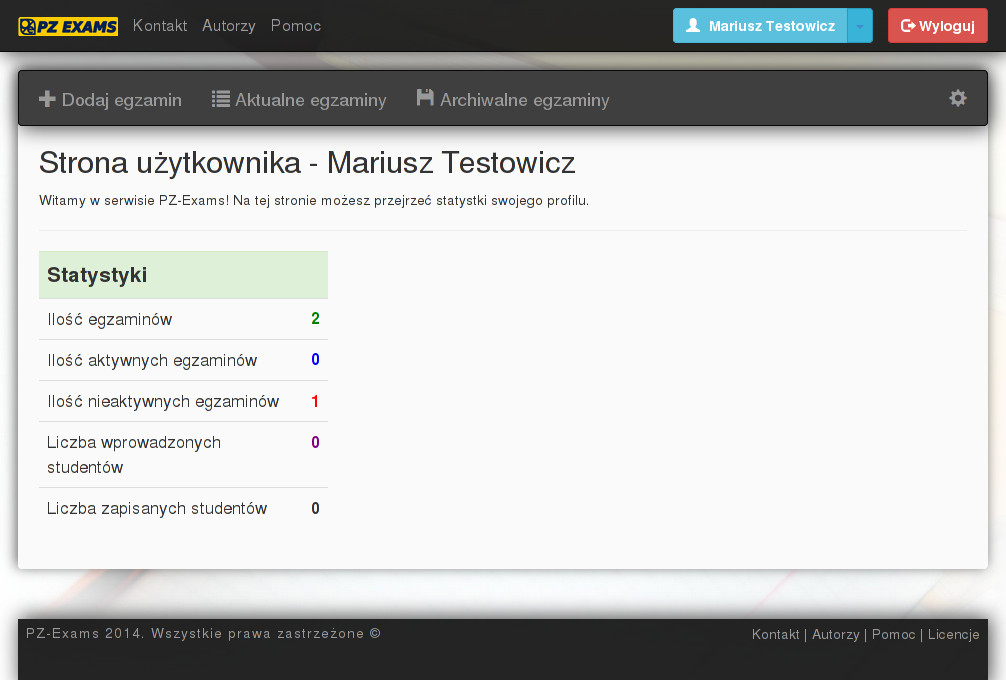 PZ EXAMS Kontakt Autorzy Pomoc Mariusz Testowicz Wyloguj
Dodaj egzamin Aktualne egzaminy Archiwalne egzaminy
Strona użytkownika - Mariusz Testowicz
Witamy w serwisie PZ-Exams! Na tej stronie możesz przejrzeć statystki swojego profilu.
Statystyki
Ilość egzaminów 2
Ilość aktywnych egzaminów 0
Ilość nieaktywnych egzaminów 1
Liczba wprowadzonych 0
studentów
Liczba zapisanych studentów 0
PZ-Exams 2014. Wszystkie prawa zastrzeżone © Kontakt | Autorzy | Pomoc | Licencje